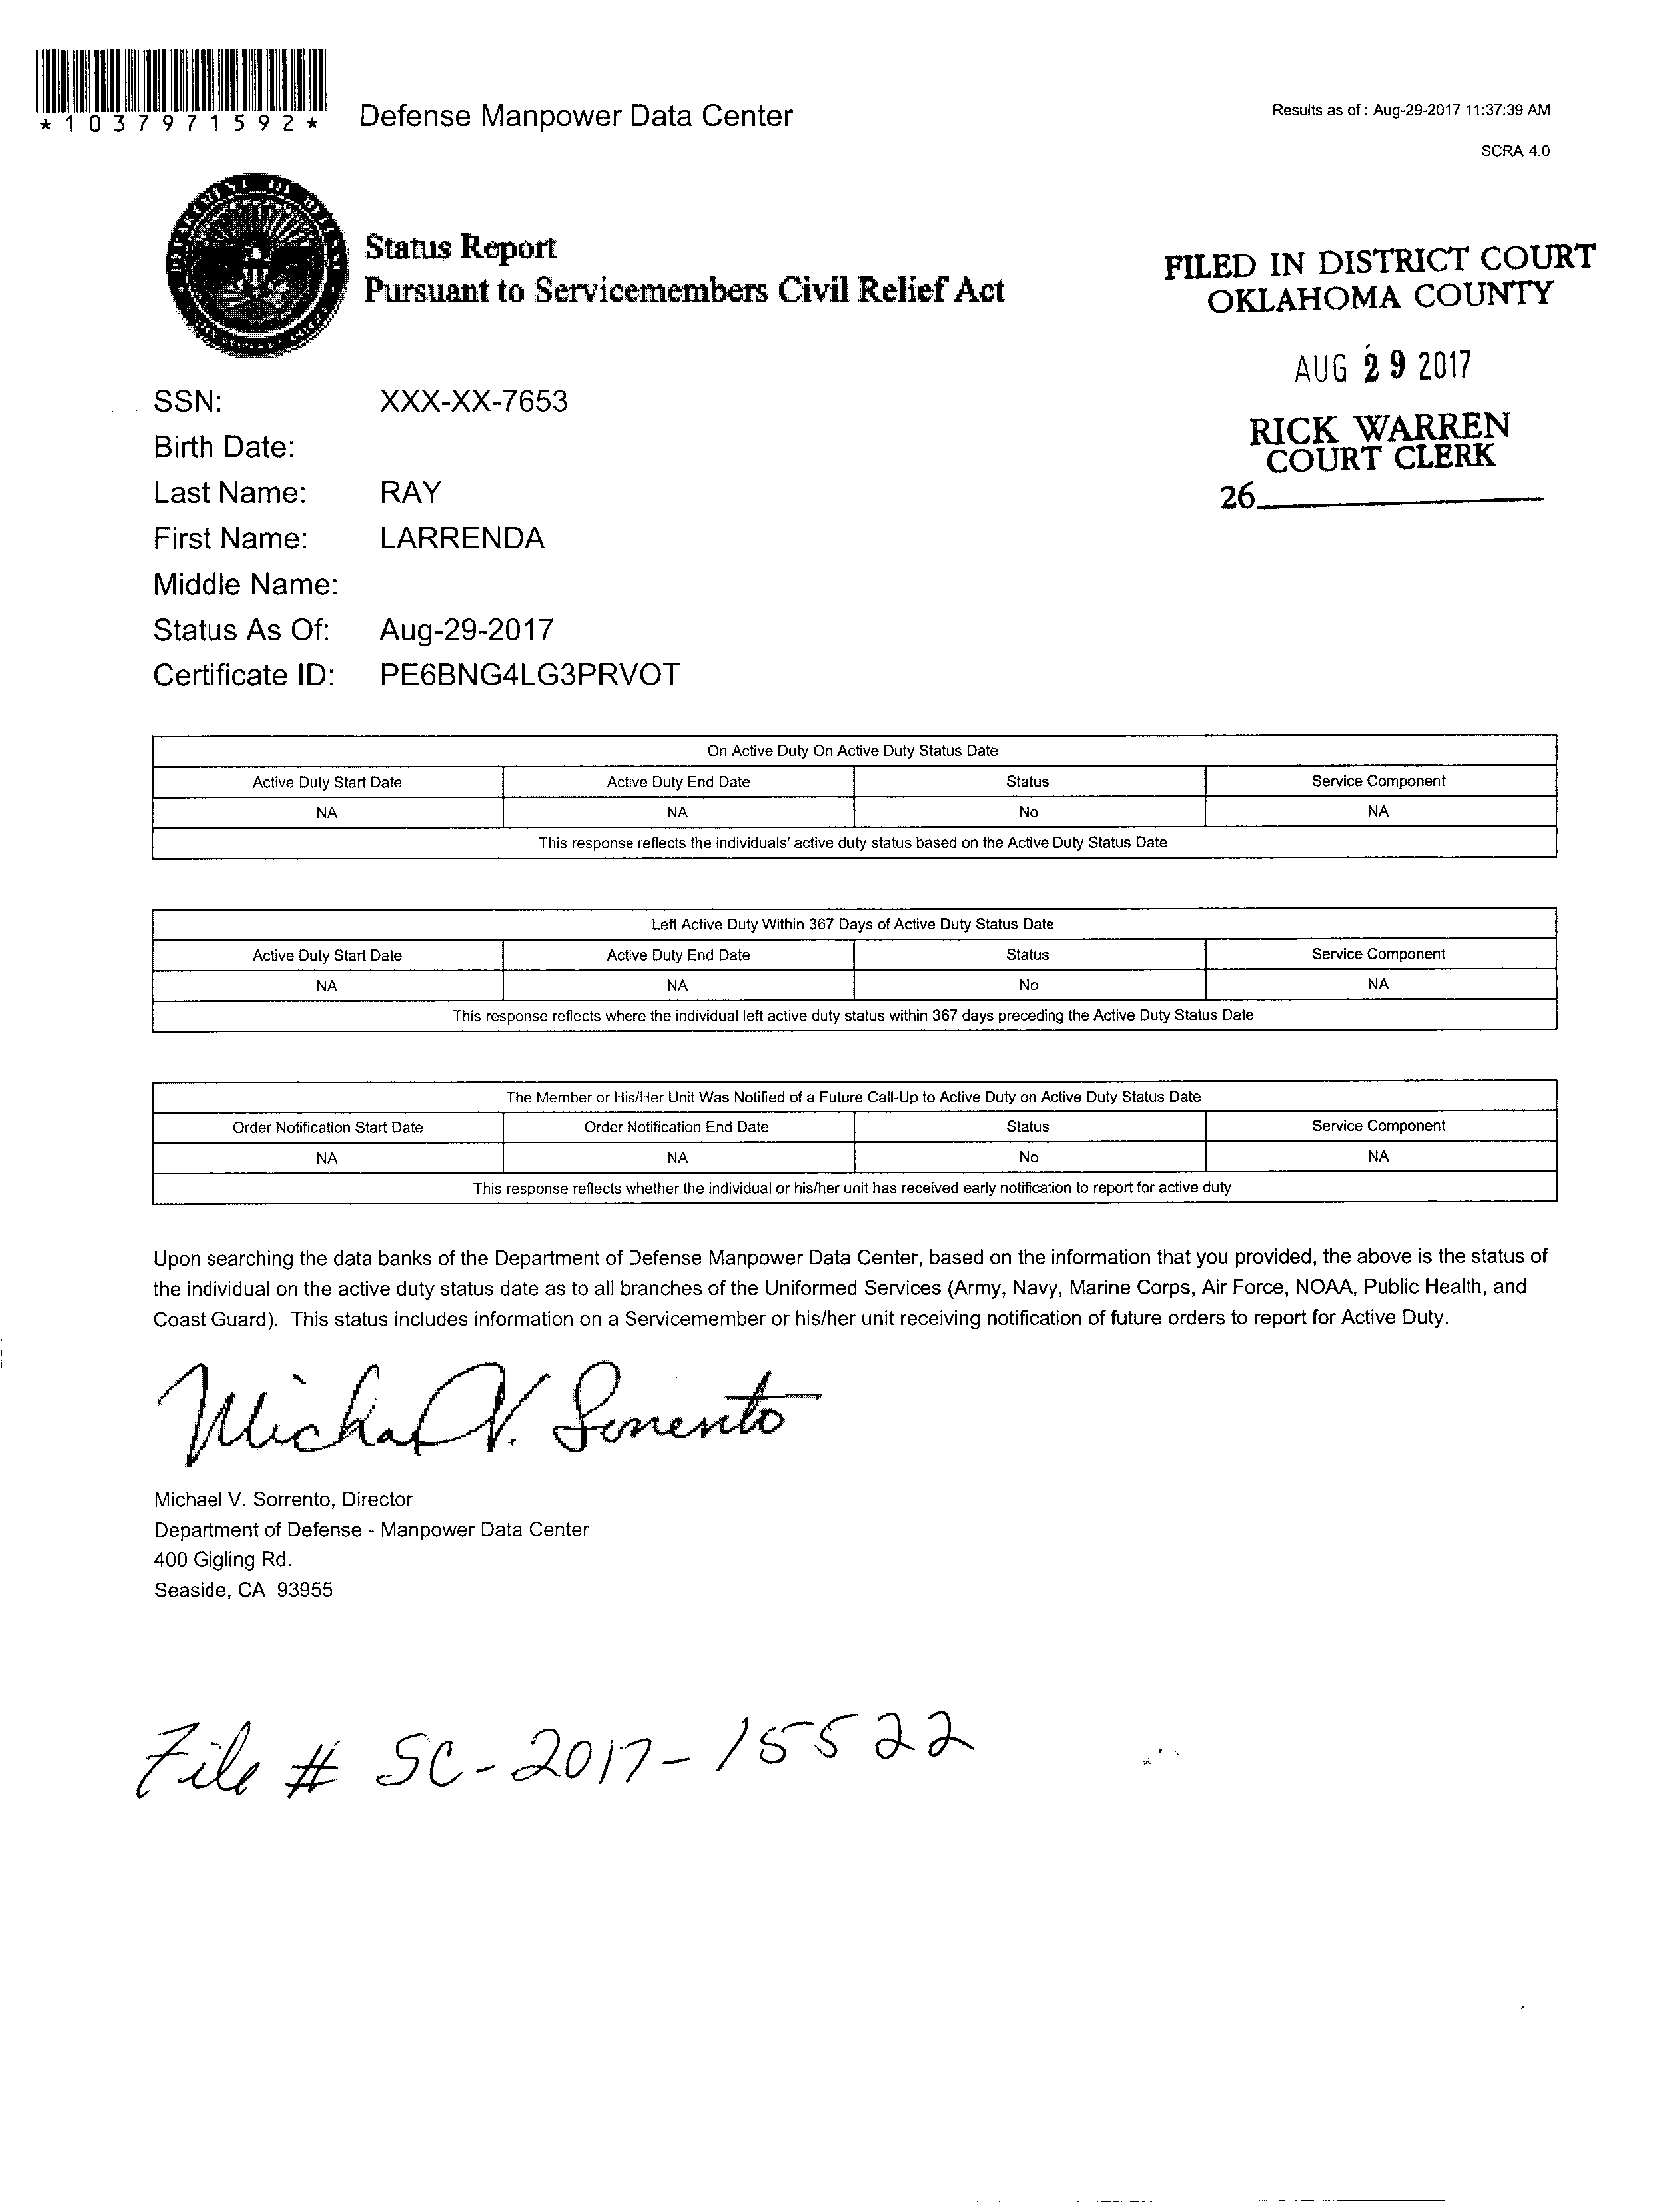 *1037971592*
Defense Manpower Data Center
Results as of : Aug-29-2017 11:37:39 AM
SCRA 4.0
Status Report
Pursuant to Servicemembers Civil Relief Act
FILED IN DISTRICT COURT
OKLAHOMA COUNTY
AUG 29 2017
RICK WARREN
COURT CLERK
26
SSN: XXX-XX-7653
Birth Date:
Last Name: RAY
First Name: LARRENDA
Middle Name:
Status As Of: Aug-29-2017
Certificate ID: PE6BNG4LG3PRVOT
On Active Duty On Active Duty Status Date
Active Duty Start Date Active Duty End Date Status Service Component
NA NA No NA
This response reflects the individuals' active duty status based on the Active Duty Status Date
Left Active Duty Within 367 Days of Active Duty Status Date
Active Duty Start Date Active Duty End Date Status Service Component
NA NA No NA
This response reflects where the individual left active duty status within 367 days preceding the Active Duty Status Date
The Member or His/Her Unit Was Notified of a Future Call-Up to Active Duty on Active Duty Status Date
Order Notification Start Date Order Notification End Date Status Service Component
NA NA No NA
This response reflects whether the individual or his/her unit has received early notification to report for active duty
Upon searching the data banks of the Department of Defense Manpower Data Center, based on the information that you provided, the above is the status of
the individual on the active duty status date as to all branches of the Uniformed Services (Army, Navy, Marine Corps, Air Force, NOAA, Public Health, and
Coast Guard). This status includes information on a Servicemember or his/her unit receiving notification of future orders to report for Active Duty.
Michael V. Sorrento, Director
Department of Defense - Manpower Data Center
400 Gigling Rd.
Seaside, CA 93955
File # SC-2017-15522